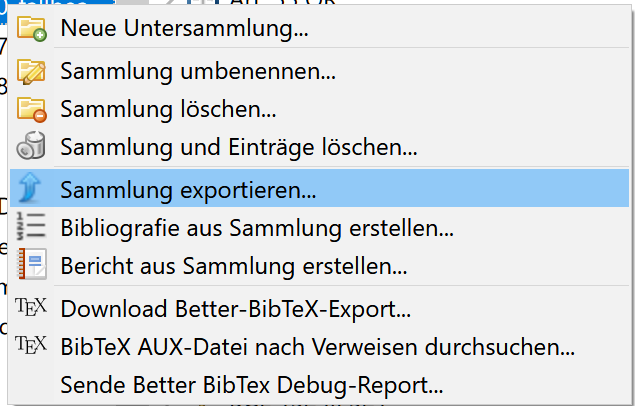 Neue Untersammlung...
Sammlung umbenennen...
Sammlung löschen...
Sammlung und Einträge löschen...
Sammlung exportieren...
Bibliografie aus Sammlung erstellen...
Bericht aus Sammlung erstellen...
TEX Download Better-BibTeX-Export...
TEX BibTeX AUX-Datei nach Verweisen durchsuchen...
Sende Better BibTex Debug-Report...